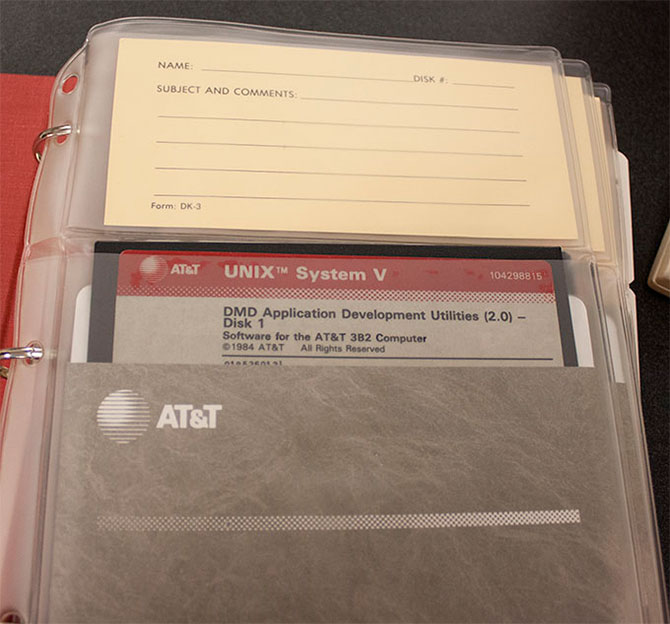 NAME: DISK #:
SUBJECT AND COMMENTS:
Form: DK-3
AT&T UNIX™ System V 104298815
DMD Application Development Utilities (2.0) –
Disk 1
Software for the AT&T 3B2 Computer
©1984 AT&T All Rights Reserved
AT&T